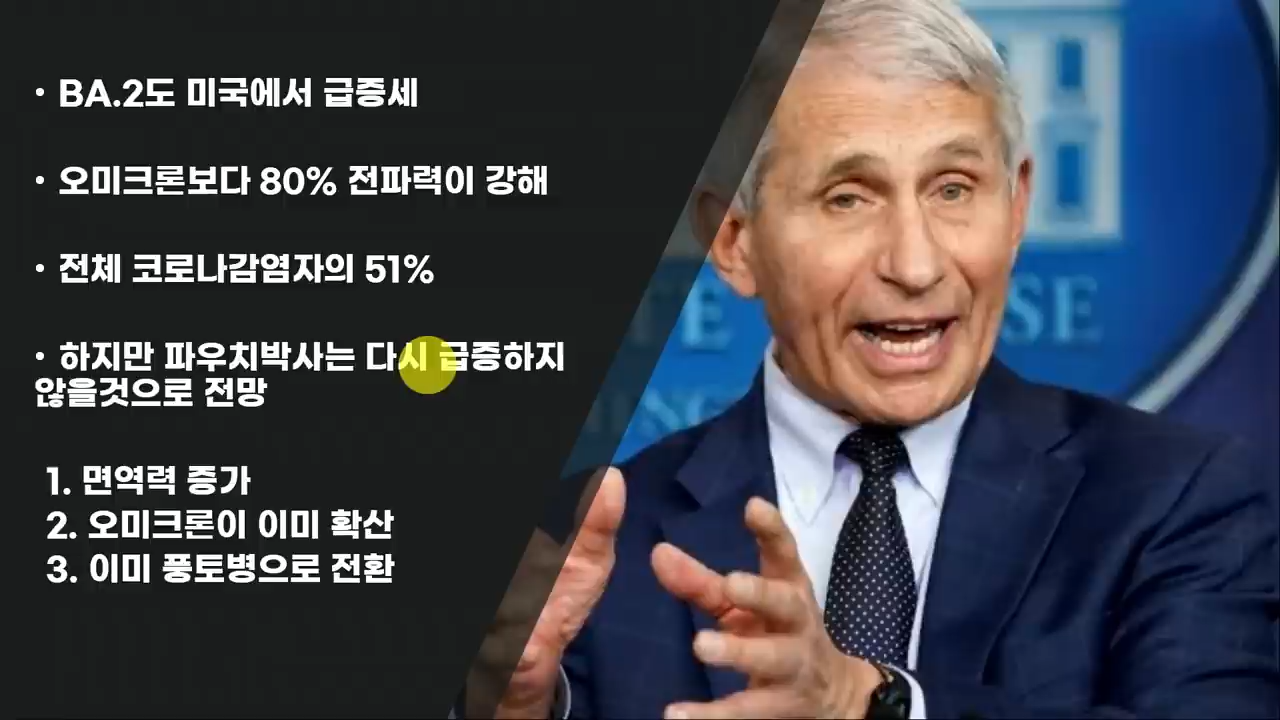 • BA.2도 미국에서 급증세
• 오미크론보다 80% 전파력이 강해
• 전체 코로나감염자의 51%
• 하지만 파우치박사는 다시 급증하지
않을것으로 전망
1. 면역력 증가
2. 오미크론이 이미 확산
3. 이미 풍토병으로 전환
TE SE